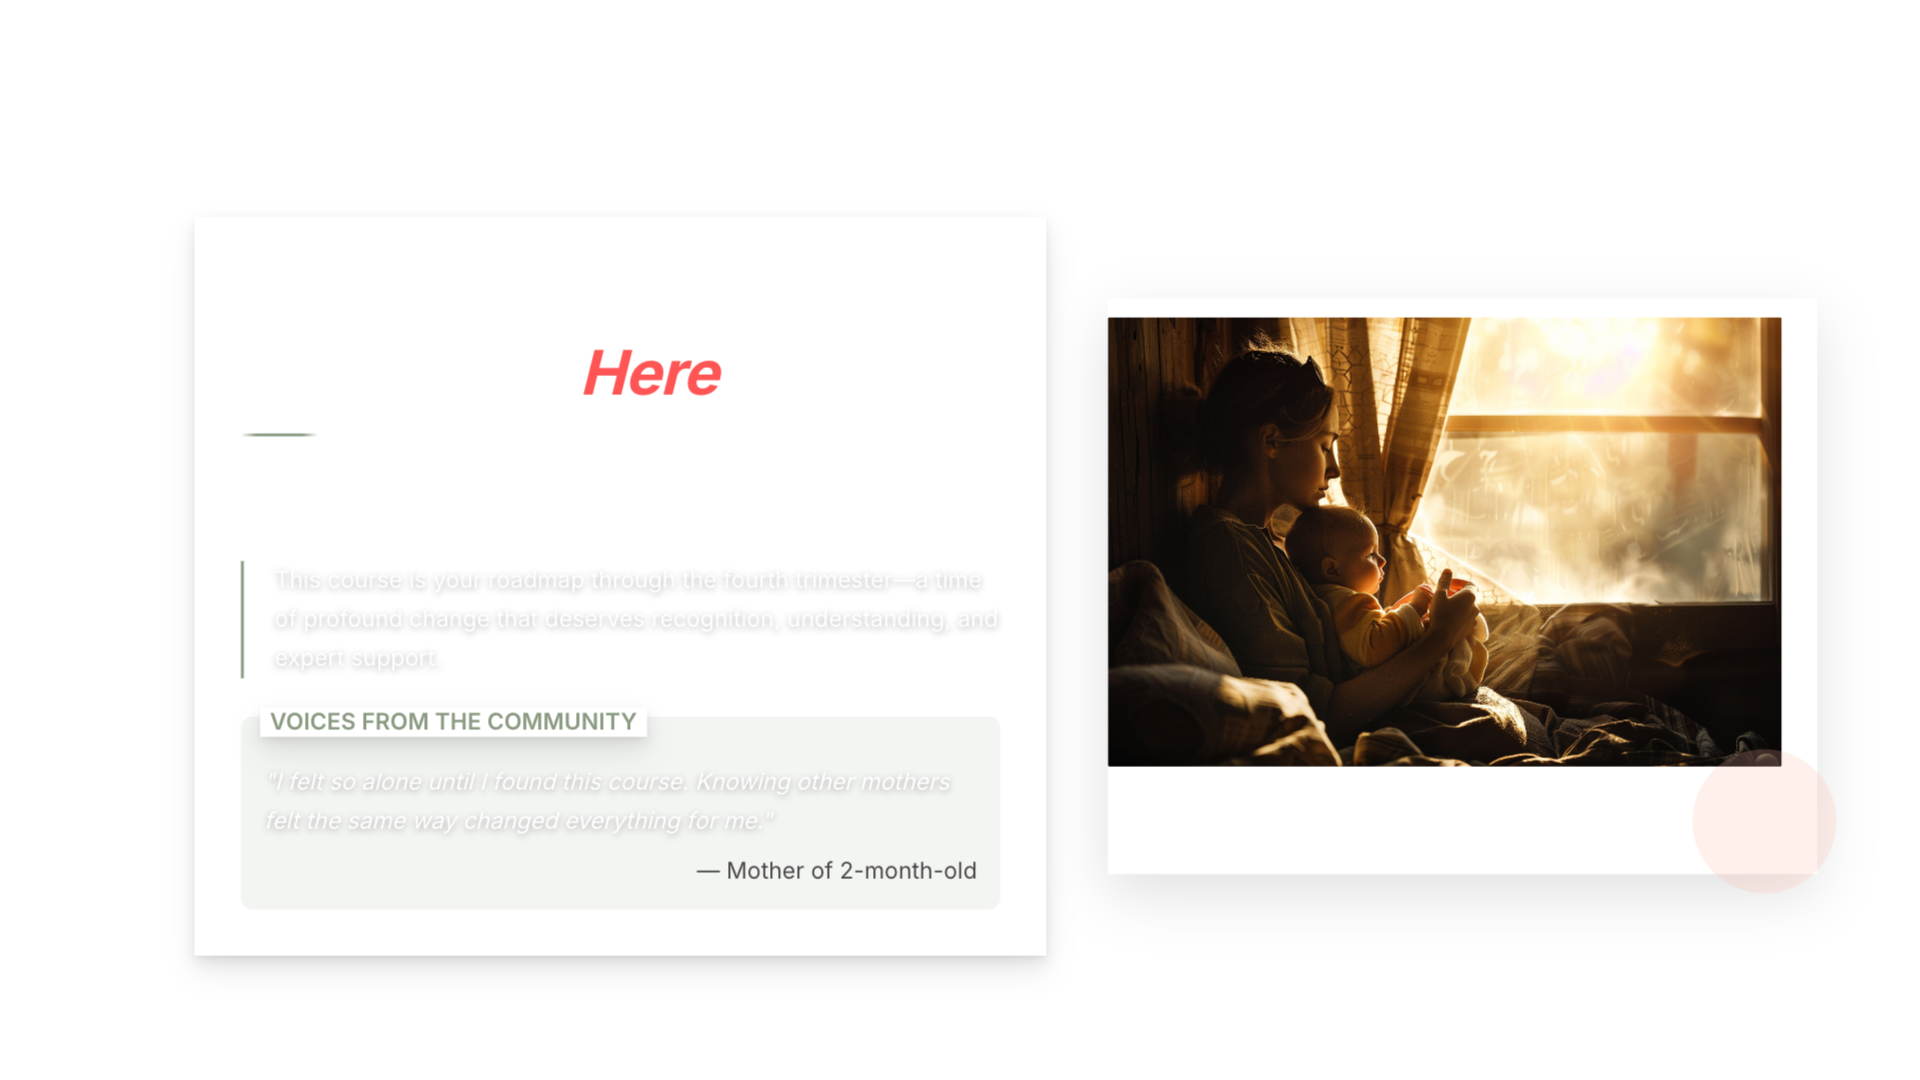 Here
This course is your roadmap through the fourth trimester—a time
of profound change that deserves recognition, understanding, and
expert support.
VOICES FROM THE COMMUNITY
"I felt so alone until I found this course. Knowing other mothers
felt the same way changed everything for me."
— Mother of 2-month-old